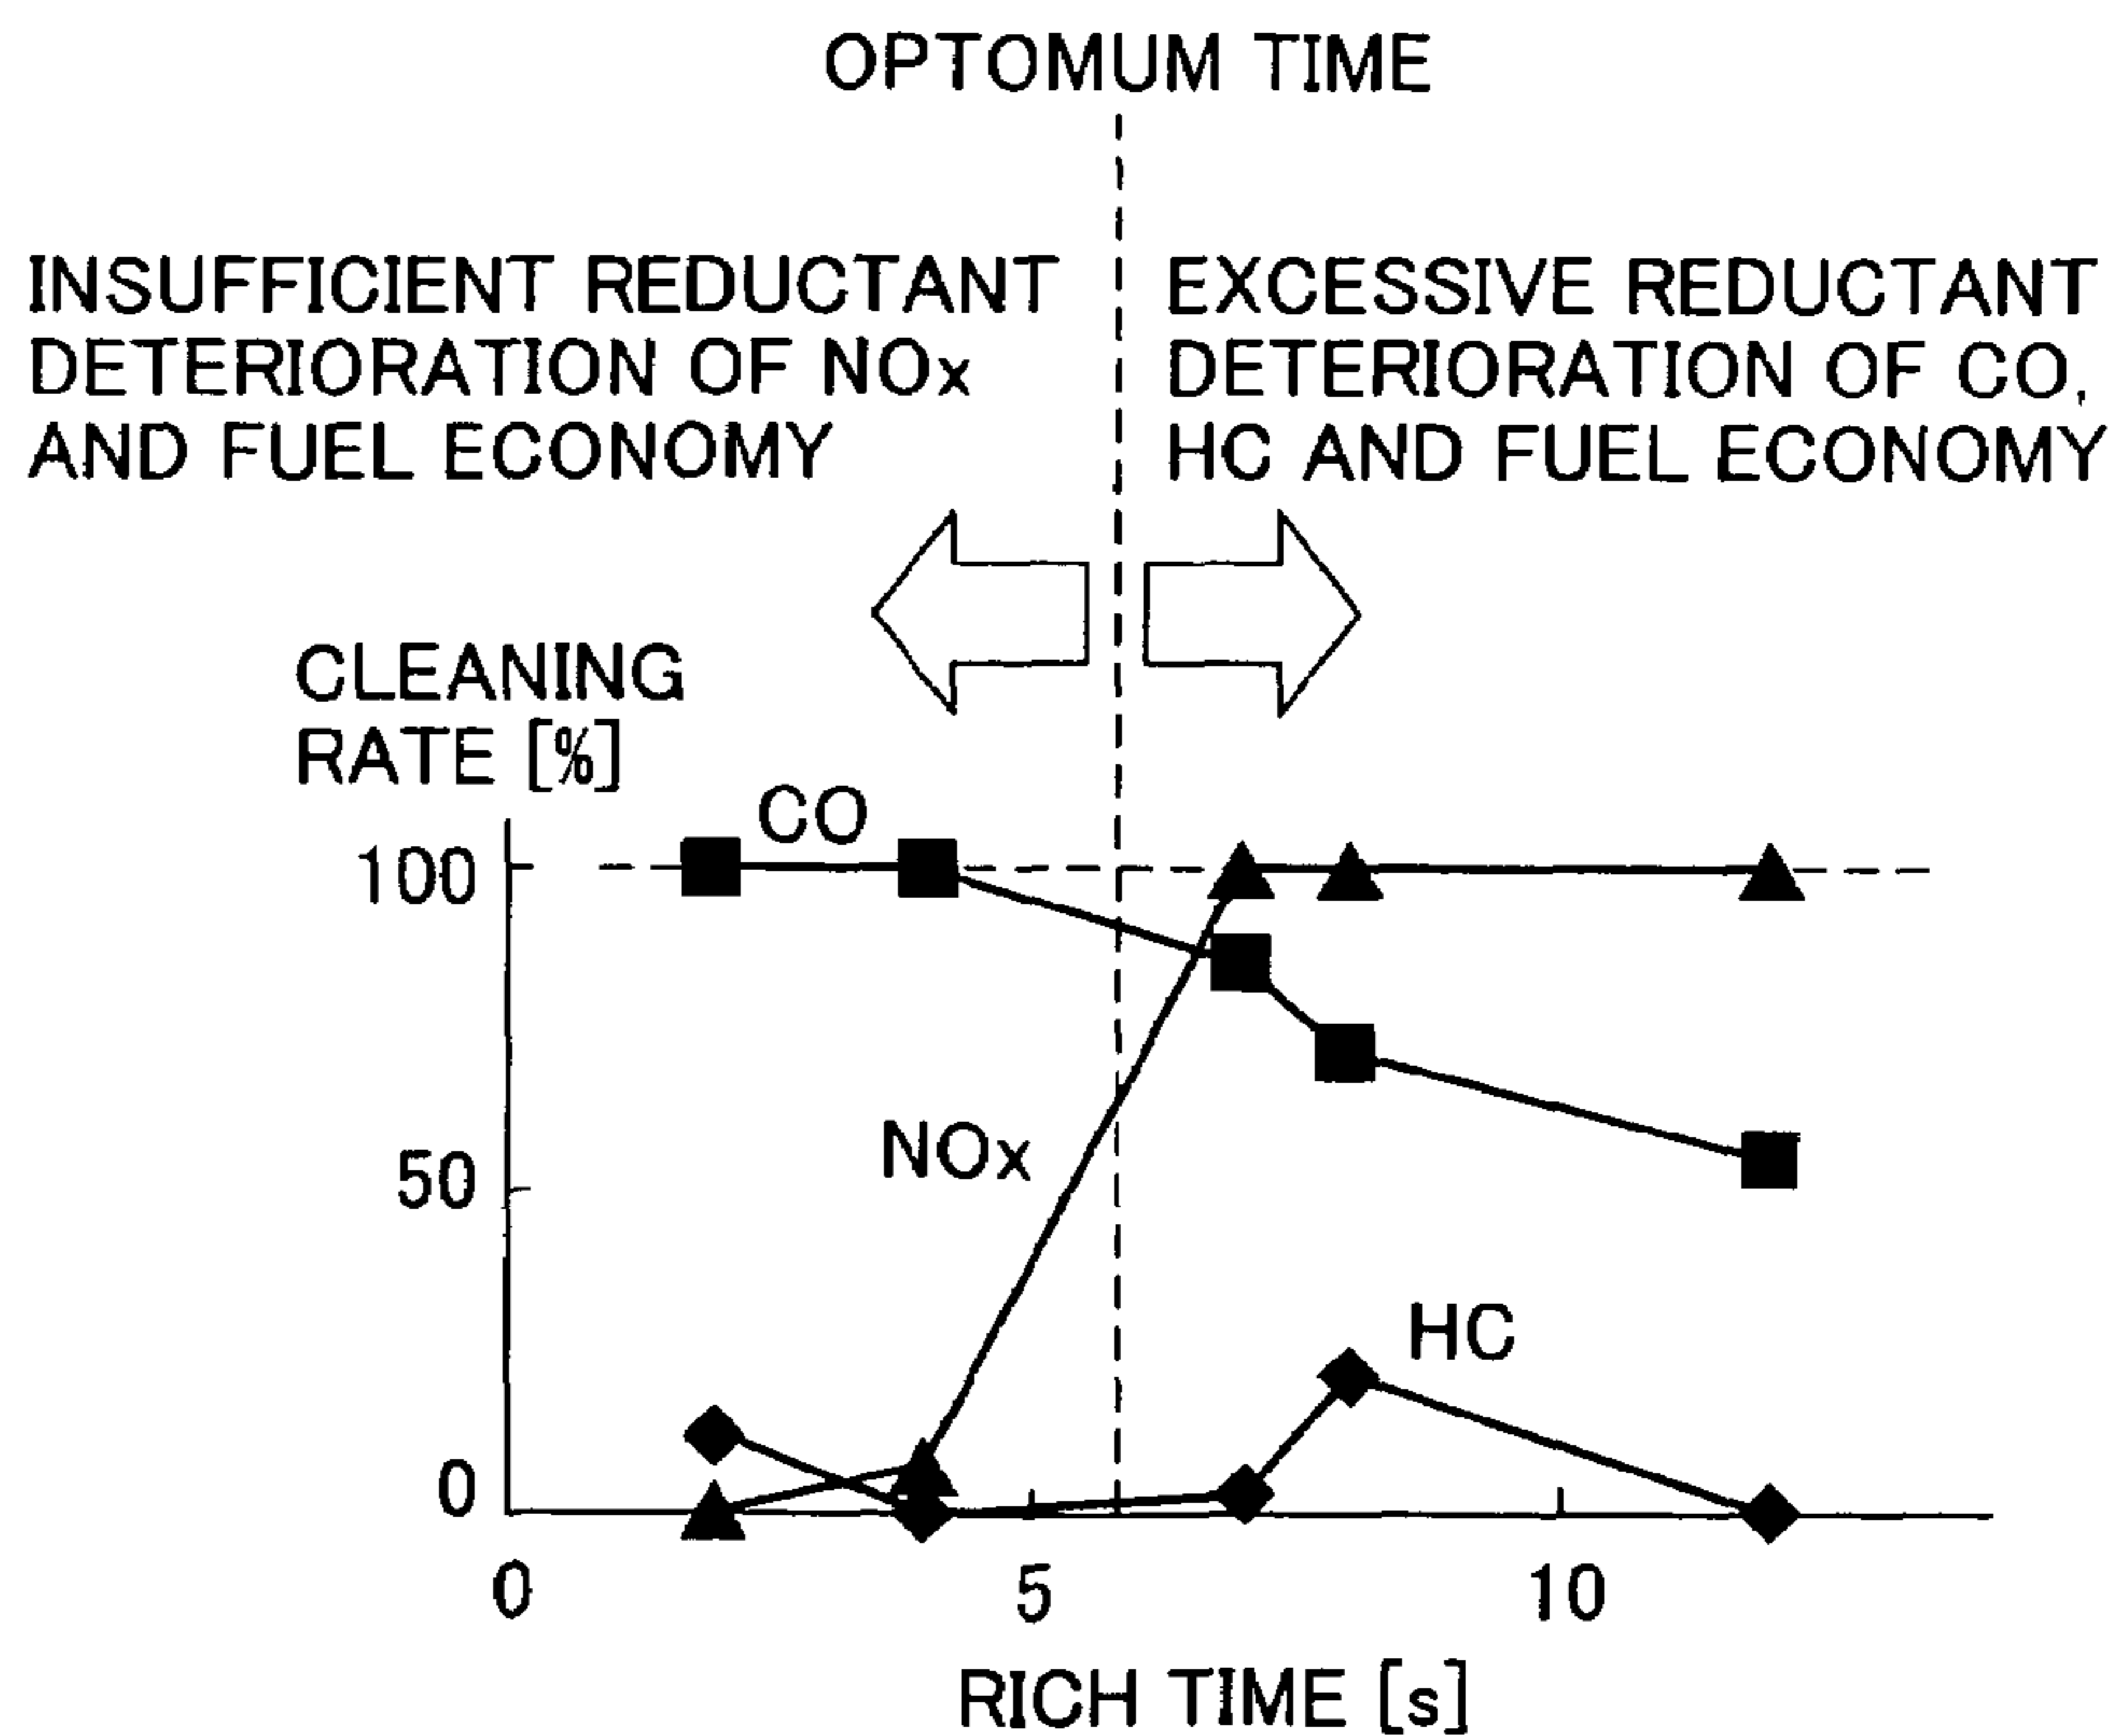 OPTOMUM TIME
INSUFFICIENT REDUCTANT
DETERIORATION OF NOx
AND FUEL ECONOMY
EXCESSIVE REDUCTANT
DETERIORATION OF CO,
HC AND FUEL ECONOMY
CLEANING
RATE [%]
CO
100
NOx
50
HC
0
0 5 10
RICH TIME [s]